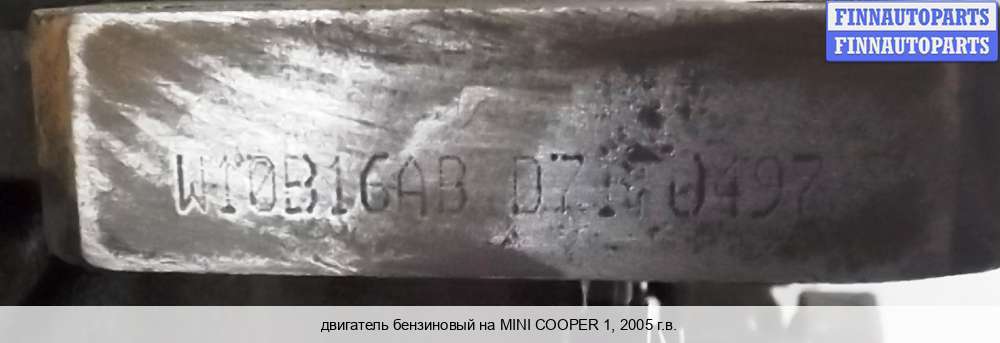 FINNAUTOPARTS
FINNAUTOPARTS
W10B16AB
двигатель бензиновый на MINI COOPER 1, 2005 г.в.